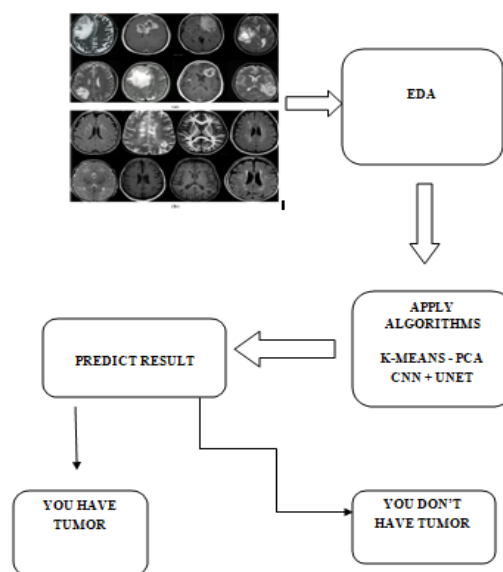 EDA
APPLY
ALGORITHMS
K-MEANS - PCA
CNN + UNET
PREDICT RESULT
YOU HAVE
TUMOR
YOU DON'T
HAVE TUMOR